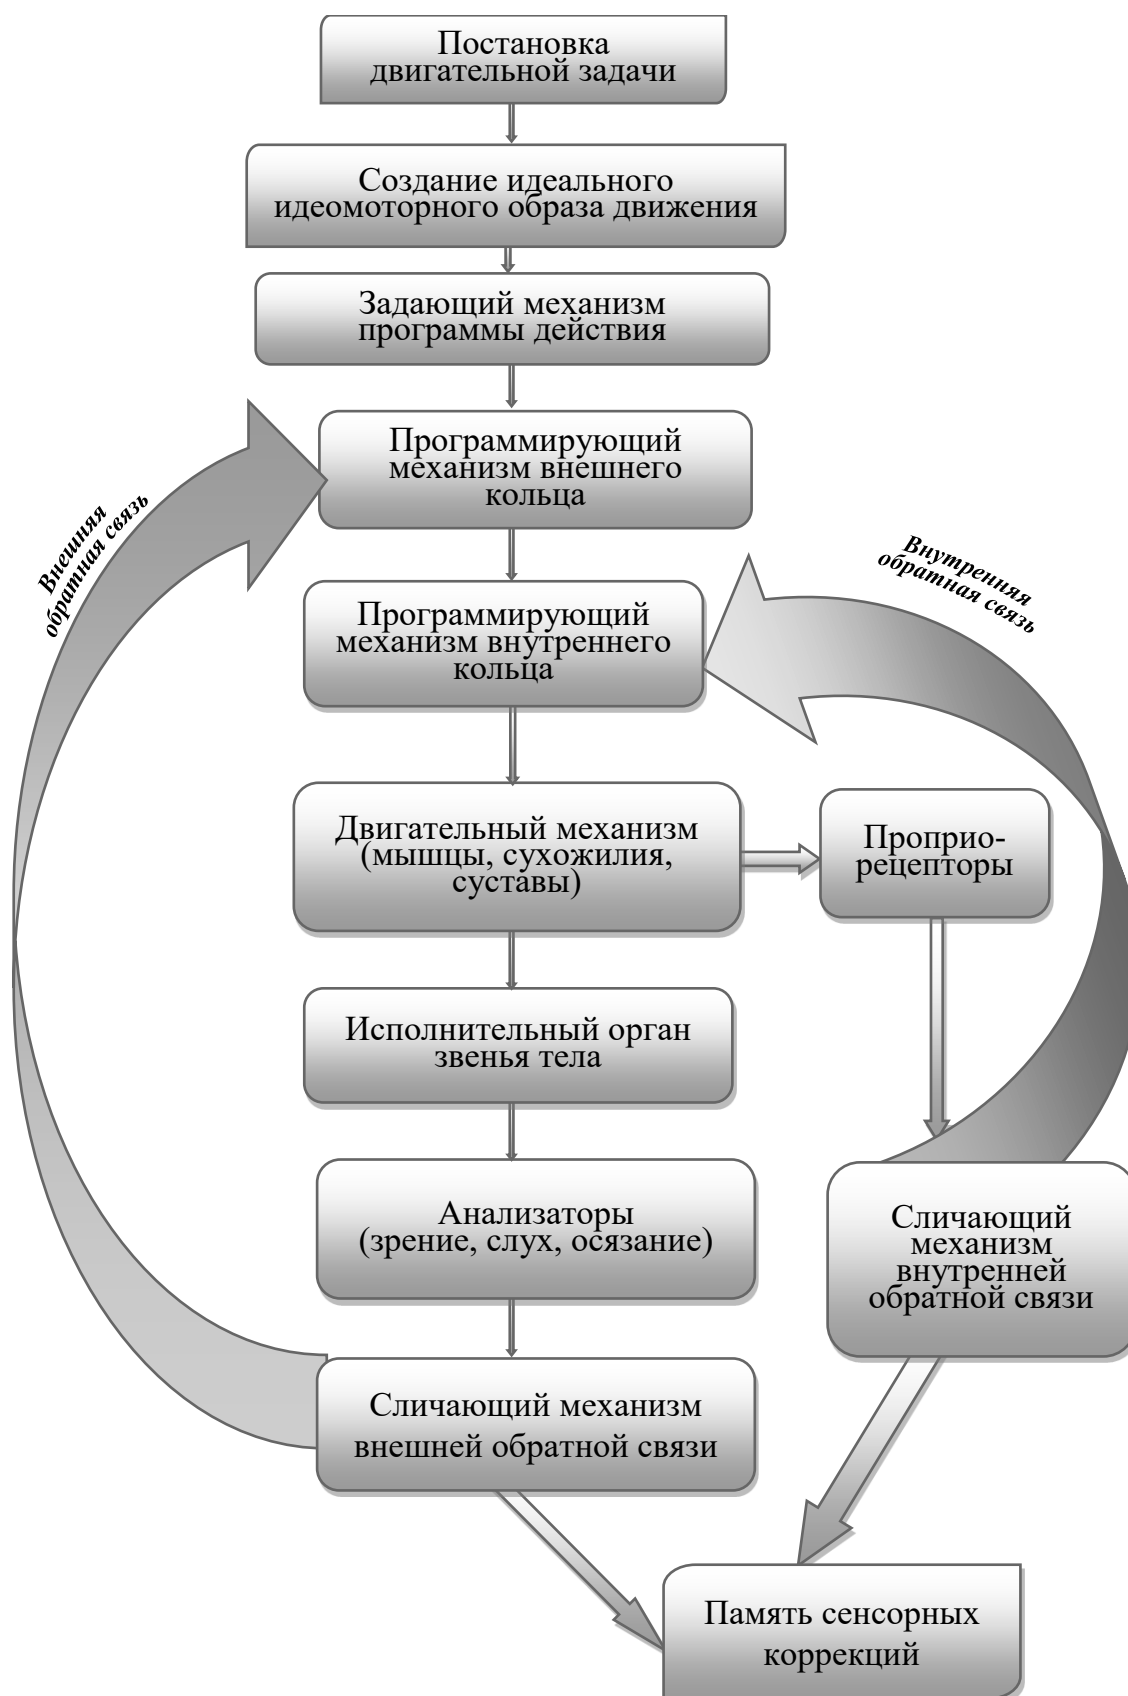 Постановка
двигательной задачи
Создание идеального
идеомоторного образа движения
Задающий механизм
программы действия
Программирующий
механизм внешнего
кольца
Внешняя
обратная связь
Внутренняя
обратная связь
Программирующий
механизм внутреннего
кольца
Двигательный механизм
(мышцы, сухожилия,
суставы)
Проприо-
рецепторы
Исполнительный орган
звенья тела
Анализаторы
(зрение, слух, осязание)
Сличающий
механизм
внутренней
обратной связи
Сличающий механизм
внешней обратной связи
Память сенсорных
коррекций